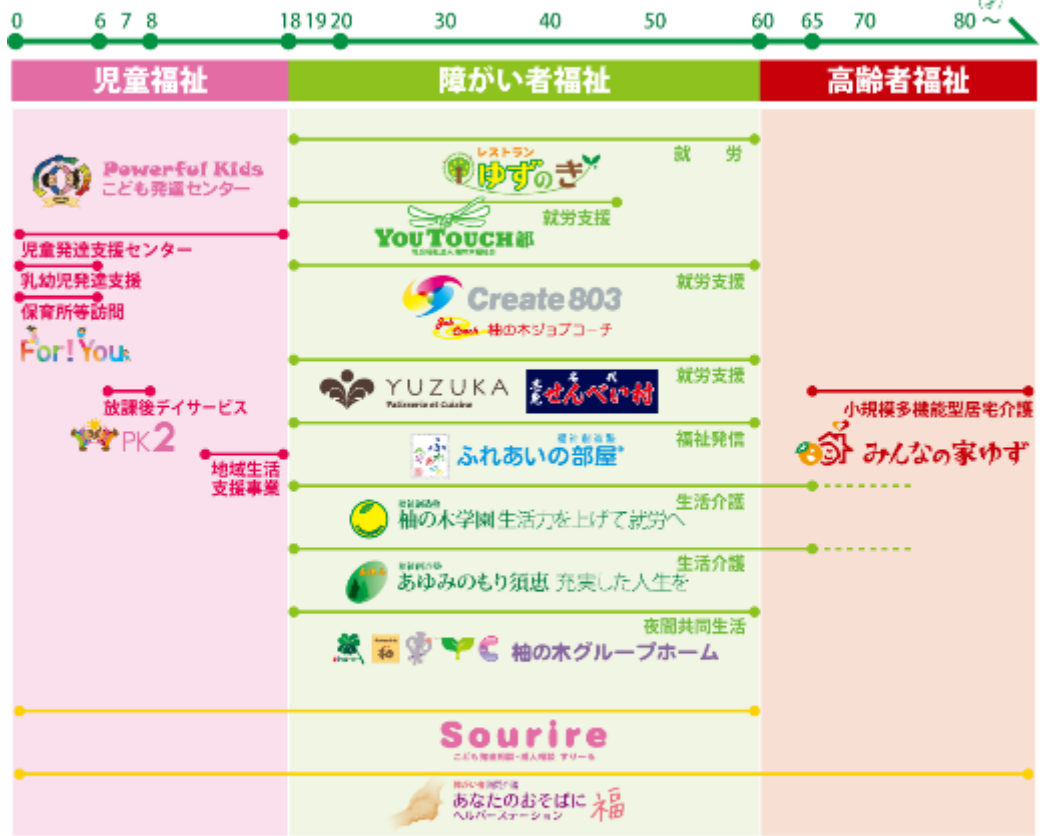 0 6 7 8 18 19 20 30 40 50 60 65 70 80 ~
(才)
児童福祉
障がい者福祉
高齢者福祉
Powerful Kids
こども発達センター
児童発達支援センター
乳幼児発達支援
保育所等訪問
For! You
放課後デイサービス
PK2
地域生活
支援事業
就 労
レストラン
ゆずのき
就労支援
YOU TOUCH部
就労支援
Create 803
Job Coach 柚の木ジョブコーチ
就労支援
YUZUKA
Patisserie et Cuisine
せんべい村
福祉発信
ふれあいの部屋
生活介護
柚の木学園 生活力を上げて就労へ
生活介護
あゆみのもり須恵 充実した人生を
夜間共同生活
柚の木グループホーム
小規模多機能型居宅介護
みんなの家ゆず
Sourire
あなたのおそばに 福
ヘルパーステーション